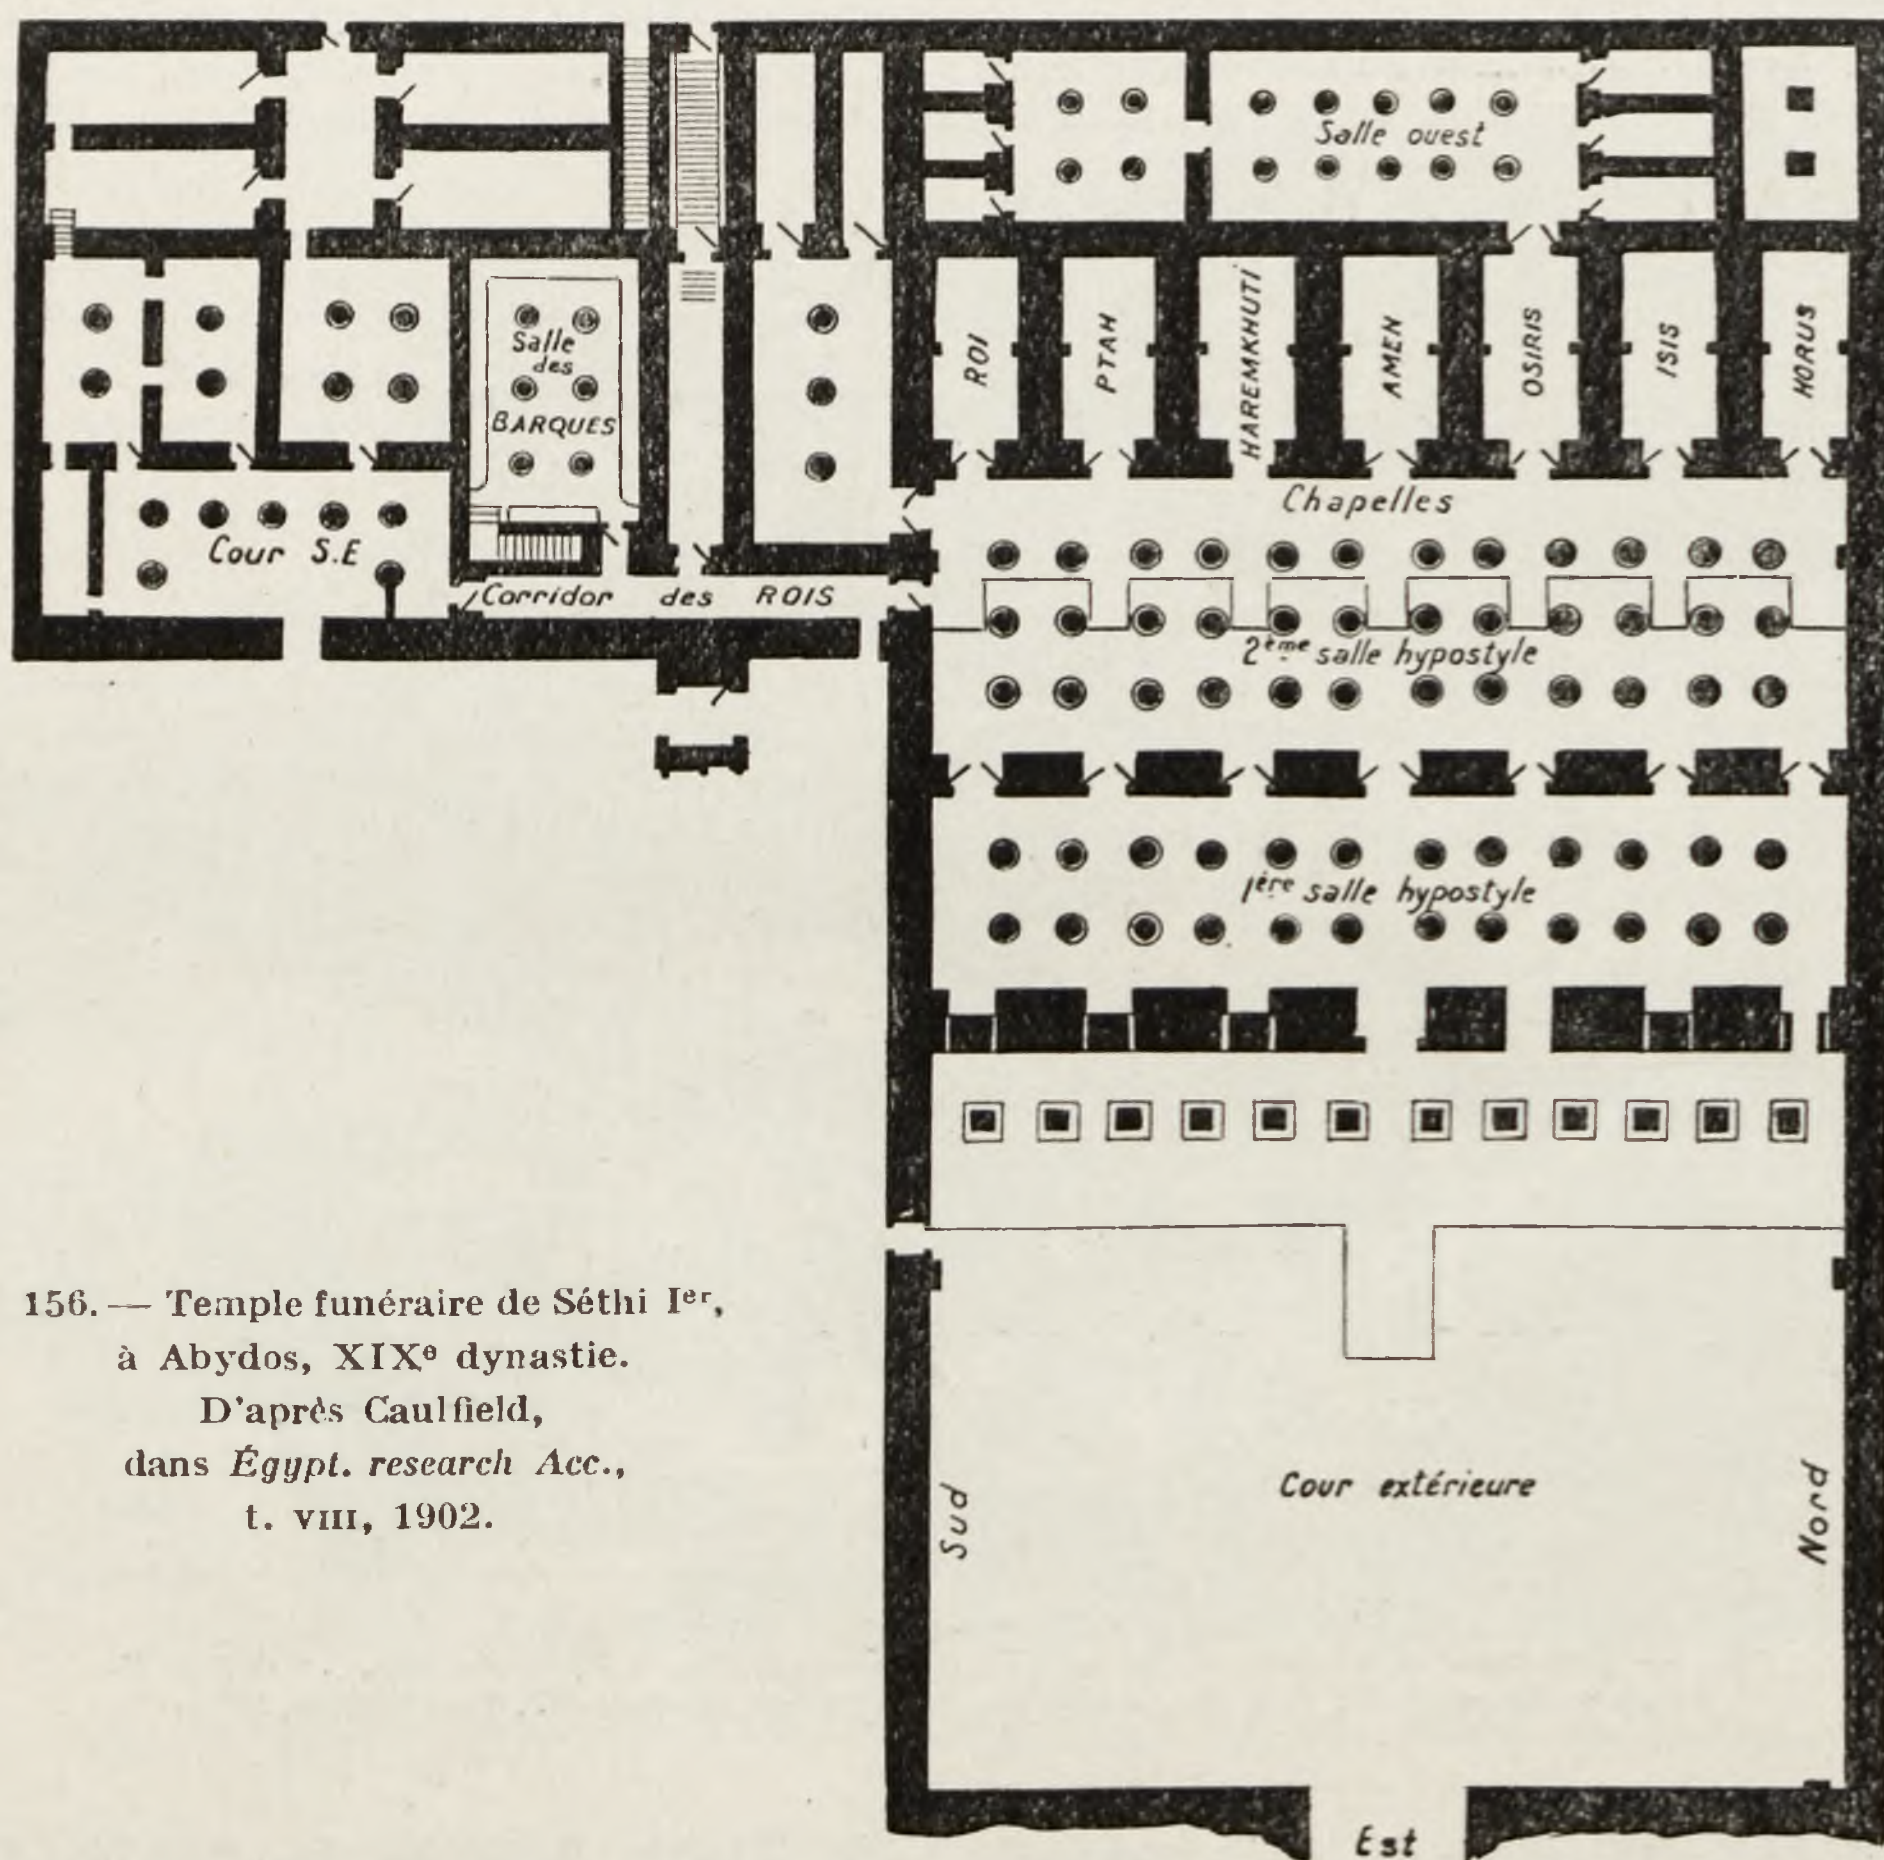 Salle ouest
ROI
PTAH
HAREMKHUTI
AMEN
OSIRIS
ISIS
HORUS
Salle
des
BARQUES
Chapelles
Cour S.E
Corridor des ROIS
2ème salle hypostyle
1ère salle hypostyle
156. — Temple funéraire de Séthi Ier,
à Abydos, XIXe dynastie.
D'après Caulfield,
dans Égypt. research Acc.,
t. VIII, 1902.
Cour extérieure
Sud
Nord
Est